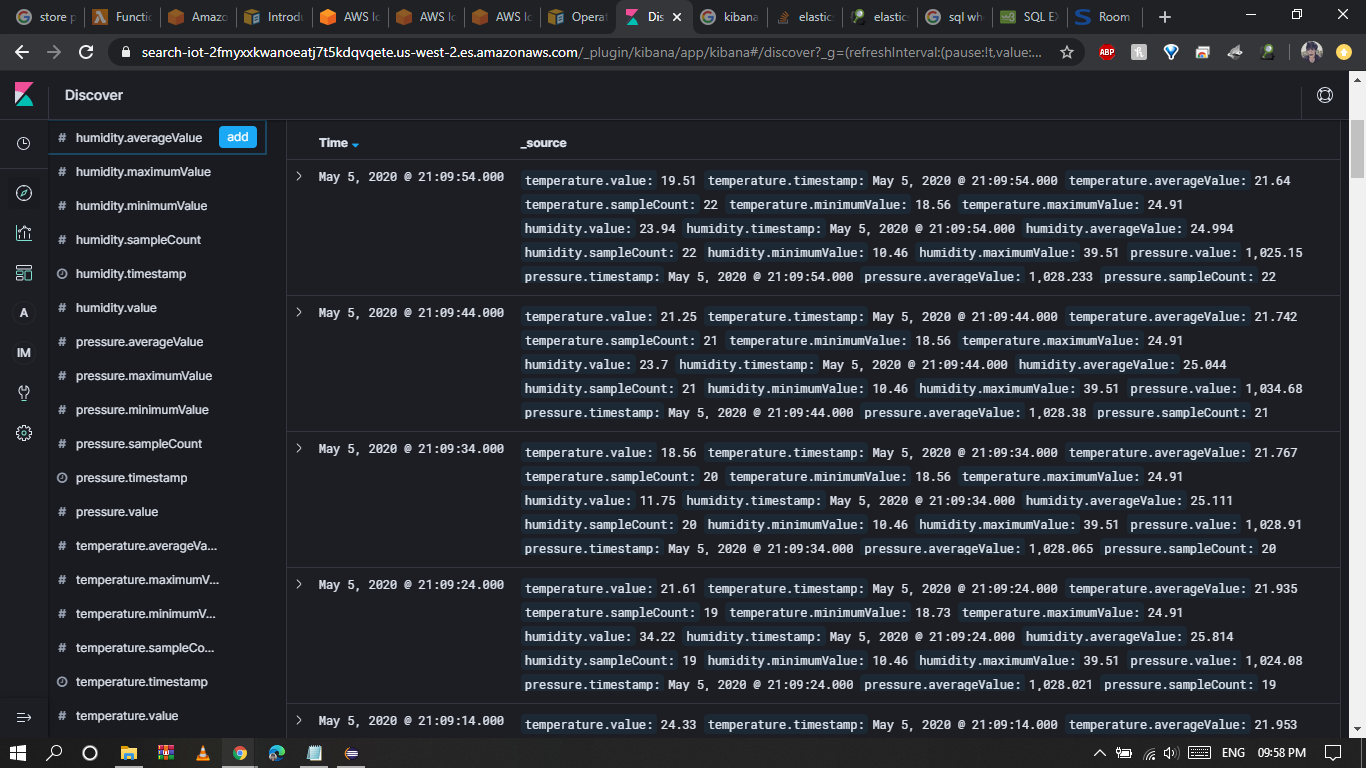 store p
Functio
Amazo
Introdu
AWS Io
AWS Io
AWS Io
Operat
Dis
kibana
elastics
elastic
sql whe
SQL EX
Room
search-iot-2fmyxxkwanoeatj7t5kdqvqete.us-west-2.es.amazonaws.com/_plugin/kibana/app/kibana#/discover?_g=(refreshInterval:(pause:!t,value:...
ABP
Discover
# humidity.averageValue add
# humidity.maximumValue
# humidity.minimumValue
# humidity.sampleCount
humidity.timestamp
# humidity.value
# pressure.averageValue
# pressure.maximumValue
# pressure.minimumValue
# pressure.sampleCount
pressure.timestamp
# pressure.value
# temperature.averageVa...
# temperature.maximumV...
# temperature.minimumV...
# temperature.sampleCo...
temperature.timestamp
# temperature.value
A
IM
Time _source
May 5, 2020 @ 21:09:54.000 temperature.value: 19.51 temperature.timestamp: May 5, 2020 @ 21:09:54.000 temperature.averageValue: 21.64
temperature.sampleCount: 22 temperature.minimumValue: 18.56 temperature.maximumValue: 24.91
humidity.value: 23.94 humidity.timestamp: May 5, 2020 @ 21:09:54.000 humidity.averageValue: 24.994
humidity.sampleCount: 22 humidity.minimumValue: 10.46 humidity.maximumValue: 39.51 pressure.value: 1,025.15
pressure.timestamp: May 5, 2020 @ 21:09:54.000 pressure.averageValue: 1,028.233 pressure.sampleCount: 22
May 5, 2020 @ 21:09:44.000 temperature.value: 21.25 temperature.timestamp: May 5, 2020 @ 21:09:44.000 temperature.averageValue: 21.742
temperature.sampleCount: 21 temperature.minimumValue: 18.56 temperature.maximumValue: 24.91
humidity.value: 23.7 humidity.timestamp: May 5, 2020 @ 21:09:44.000 humidity.averageValue: 25.044
humidity.sampleCount: 21 humidity.minimumValue: 10.46 humidity.maximumValue: 39.51 pressure.value: 1,034.68
pressure.timestamp: May 5, 2020 @ 21:09:44.000 pressure.averageValue: 1,028.38 pressure.sampleCount: 21
May 5, 2020 @ 21:09:34.000 temperature.value: 18.56 temperature.timestamp: May 5, 2020 @ 21:09:34.000 temperature.averageValue: 21.767
temperature.sampleCount: 20 temperature.minimumValue: 18.56 temperature.maximumValue: 24.91
humidity.value: 11.75 humidity.timestamp: May 5, 2020 @ 21:09:34.000 humidity.averageValue: 25.111
humidity.sampleCount: 20 humidity.minimumValue: 10.46 humidity.maximumValue: 39.51 pressure.value: 1,028.91
pressure.timestamp: May 5, 2020 @ 21:09:34.000 pressure.averageValue: 1,028.065 pressure.sampleCount: 20
May 5, 2020 @ 21:09:24.000 temperature.value: 21.61 temperature.timestamp: May 5, 2020 @ 21:09:24.000 temperature.averageValue: 21.935
temperature.sampleCount: 19 temperature.minimumValue: 18.73 temperature.maximumValue: 24.91
humidity.value: 34.22 humidity.timestamp: May 5, 2020 @ 21:09:24.000 humidity.averageValue: 25.814
humidity.sampleCount: 19 humidity.minimumValue: 10.46 humidity.maximumValue: 39.51 pressure.value: 1,024.08
pressure.timestamp: May 5, 2020 @ 21:09:24.000 pressure.averageValue: 1,028.021 pressure.sampleCount: 19
May 5, 2020 @ 21:09:14.000 temperature.value: 24.33 temperature.timestamp: May 5, 2020 @ 21:09:14.000 temperature.averageValue: 21.953
ENG 09:58 PM